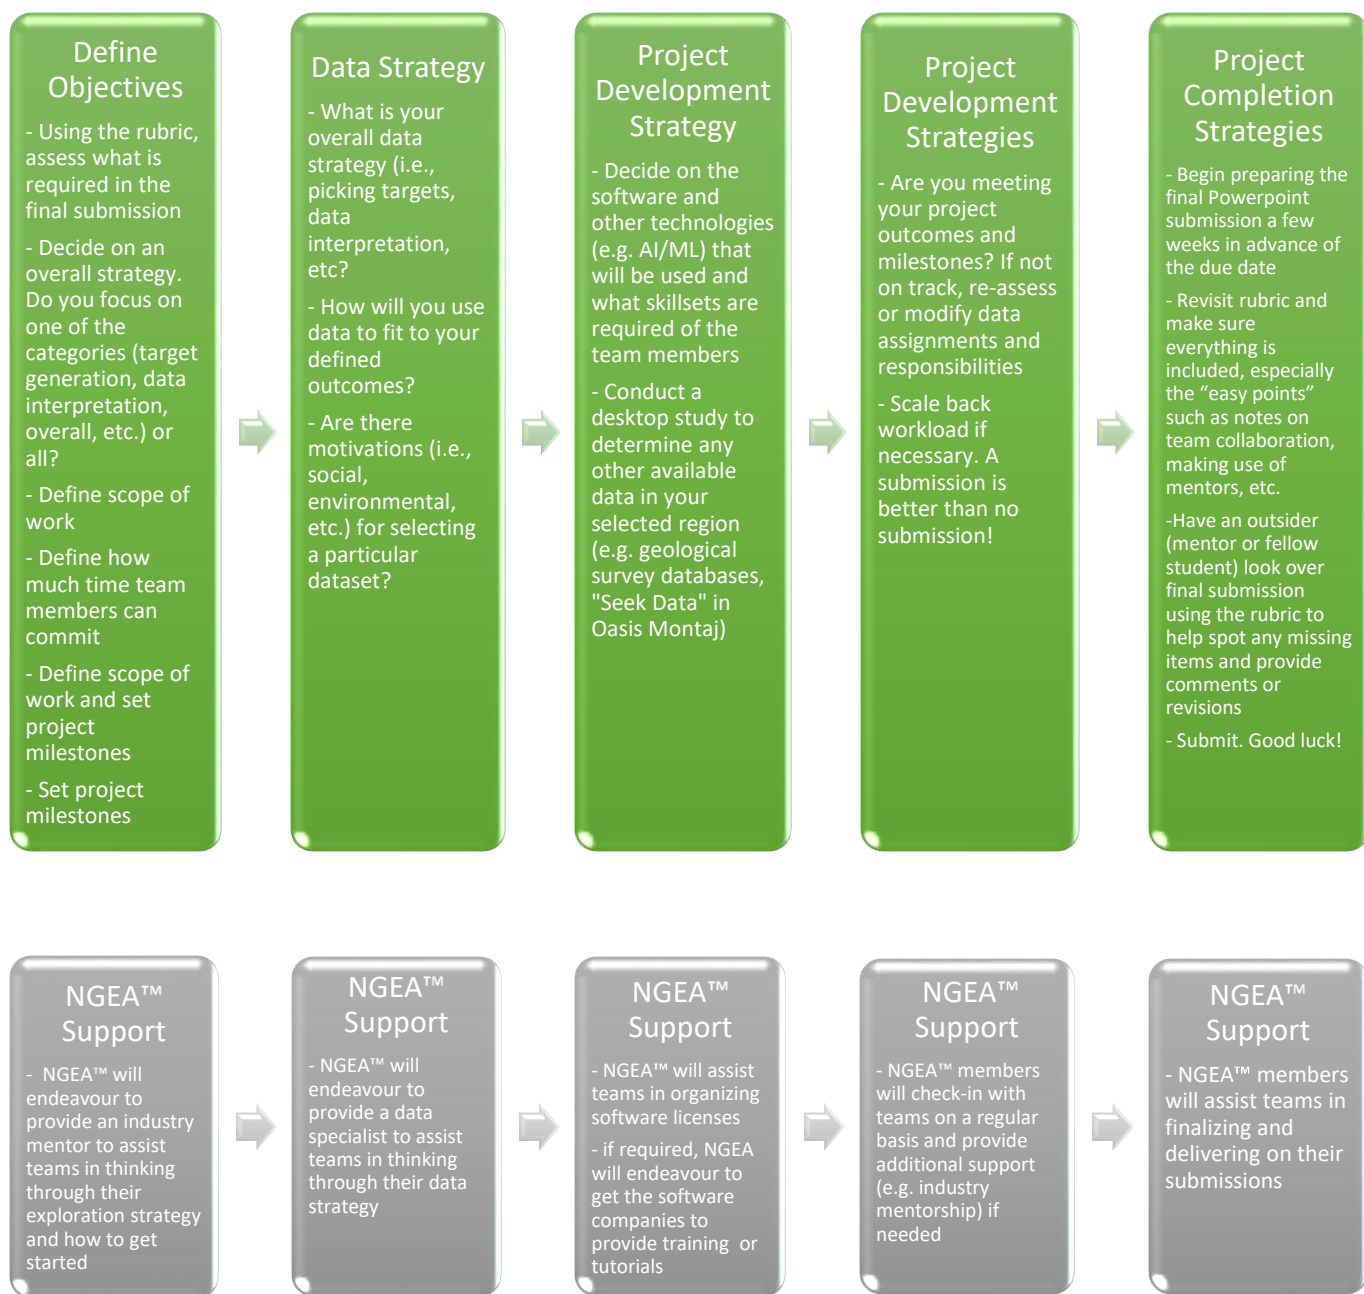 Define
Objectives
- Using the rubric,
assess what is
required in the
final submission
- Decide on an
overall strategy.
Do you focus on
one of the
categories (target
generation, data
interpretation,
overall, etc.) or
all?
- Define scope of
work
- Define how
much time team
members can
commit
- Define scope of
work and set
project
milestones
- Set project
milestones
Data Strategy
- What is your
overall data
strategy (i.e.,
picking targets,
data
interpretation,
etc?
- How will you use
data to fit to your
defined
outcomes?
- Are there
motivations (i.e.,
social,
environmental,
etc.) for selecting
a particular
dataset?
Project
Development
Strategy
- Decide on the
software and
other technologies
(e.g. AI/ML) that
will be used and
what skillsets are
required of the
team members
- Conduct a
desktop study to
determine any
other available
data in your
selected region
(e.g. geological
survey databases,
"Seek Data" in
Oasis Montaj)
Project
Development
Strategies
- Are you meeting
your project
outcomes and
milestones? If not
on track, re-assess
or modify data
assignments and
responsibilities
- Scale back
workload if
necessary. A
submission is
better than no
submission!
Project
Completion
Strategies
- Begin preparing the
final Powerpoint
submission a few
weeks in advance of
the due date
- Revisit rubric and
make sure
everything is
included, especially
the “easy points”
such as notes on
team collaboration,
making use of
mentors, etc.
-Have an outsider
(mentor or fellow
student) look over
final submission
using the rubric to
help spot any missing
items and provide
comments or
revisions
- Submit. Good luck!
NGEA™
Support
- NGEA™ will
endeavour to
provide an industry
mentor to assist
teams in thinking
through their
exploration strategy
and how to get
started
NGEA™
Support
- NGEA™ will
endeavour to
provide a data
specialist to assist
teams in thinking
through their data
strategy
NGEA™
Support
- NGEA™ will assist
teams in organizing
software licenses
- if required, NGEA
will endeavour to
get the software
companies to
provide training or
tutorials
NGEA™
Support
- NGEA™ members
will check-in with
teams on a regular
basis and provide
additional support
(e.g. industry
mentorship) if
needed
NGEA™
Support
- NGEA™ members
will assist teams in
finalizing and
delivering on their
submissions